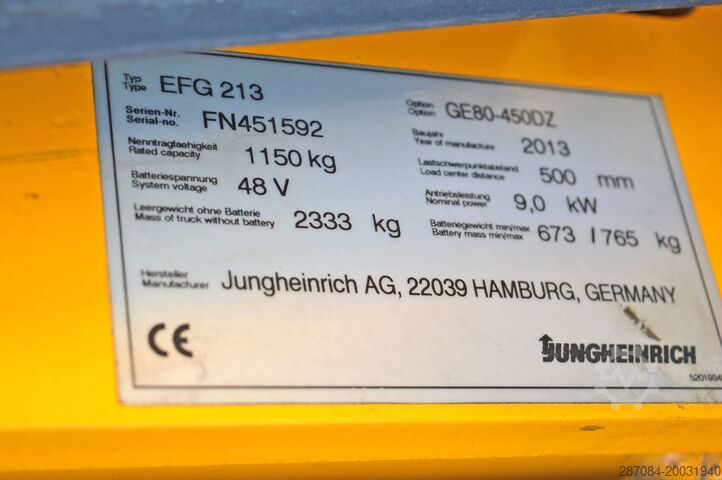 Typ
Type EFG 213
Option
Option GE80-450DZ
Serien-Nr.
Serial-no. FN451592
Baujahr
Year of manufacture 2013
Nenntragfaehigkeit
Rated capacity 1150 kg
Lastschwerpunktabstand
Load center distance 500 mm
Batteriespannung
System voltage 48 V
Antriebsleistung
Nominal power 9,0 kW
Leergewicht ohne Batterie
Mass of truck without battery 2333 kg
Batteriegewicht min/max
Battery mass min/max 673 / 765 kg
Hersteller
Manufacturer Jungheinrich AG, 22039 HAMBURG, GERMANY
CE
JUNGHEINRICH
287084-20031940